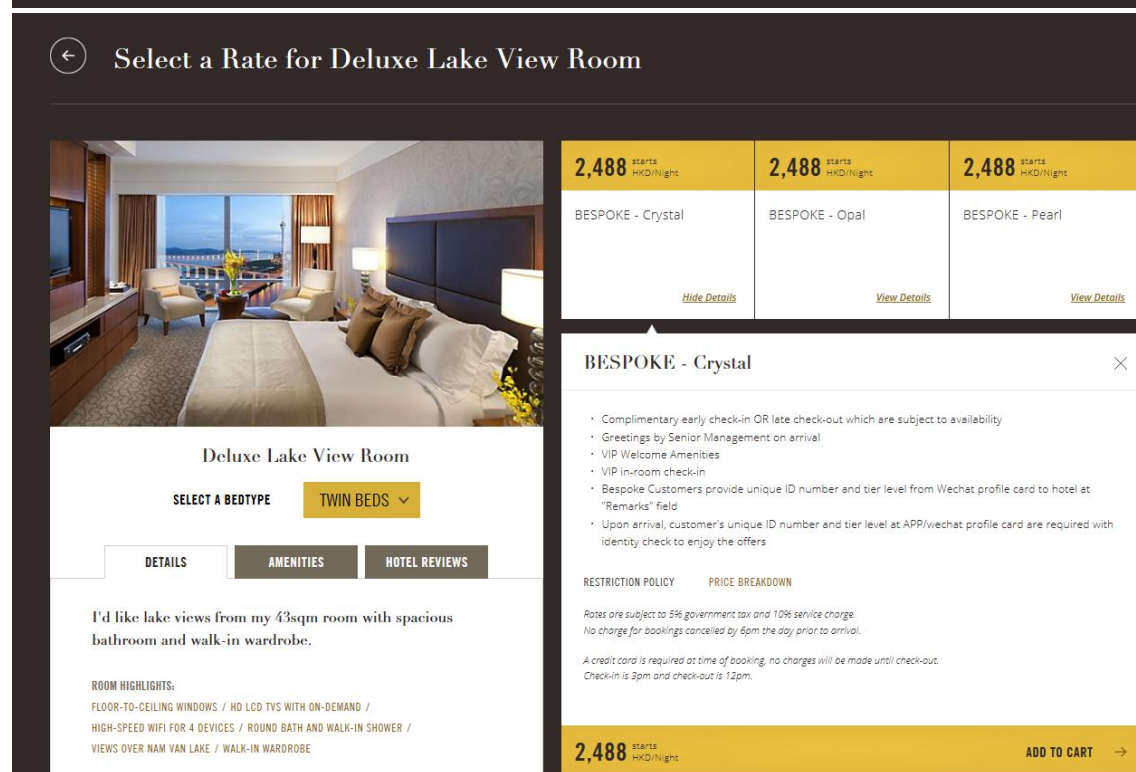 Select a Rate for Deluxe Lake View Room
2,488 starts HKD/Night
BESPOKE - Crystal
Hide Details
2,488 starts HKD/Night
BESPOKE - Opal
View Details
2,488 starts HKD/Night
BESPOKE - Pearl
View Details
Deluxe Lake View Room
SELECT A BEDTYPE
TWIN BEDS
DETAILS
AMENITIES
HOTEL REVIEWS
I'd like lake views from my 43sqm room with spacious
bathroom and walk-in wardrobe.
ROOM HIGHLIGHTS:
FLOOR-TO-CEILING WINDOWS / HD LCD TVS WITH ON-DEMAND /
HIGH-SPEED WIFI FOR 4 DEVICES / ROUND BATH AND WALK-IN SHOWER /
VIEWS OVER NAM VAN LAKE / WALK-IN WARDROBE
BESPOKE - Crystal
• Complimentary early check-in OR late check-out which are subject to availability
• Greetings by Senior Management on arrival
• VIP Welcome Amenities
• VIP in-room check-in
• Bespoke Customers provide unique ID number and tier level from Wechat profile card to hotel at
"Remarks" field
• Upon arrival, customer's unique ID number and tier level at APP/wechat profile card are required with
identity check to enjoy the offers
RESTRICTION POLICY
PRICE BREAKDOWN
Rates are subject to 5% government tax and 10% service charge.
No charge for bookings cancelled by 6pm the day prior to arrival.
A credit card is required at time of booking, no charges will be made until check-out.
Check-in is 3pm and check-out is 12pm.
2,488 starts HKD/Night
ADD TO CART